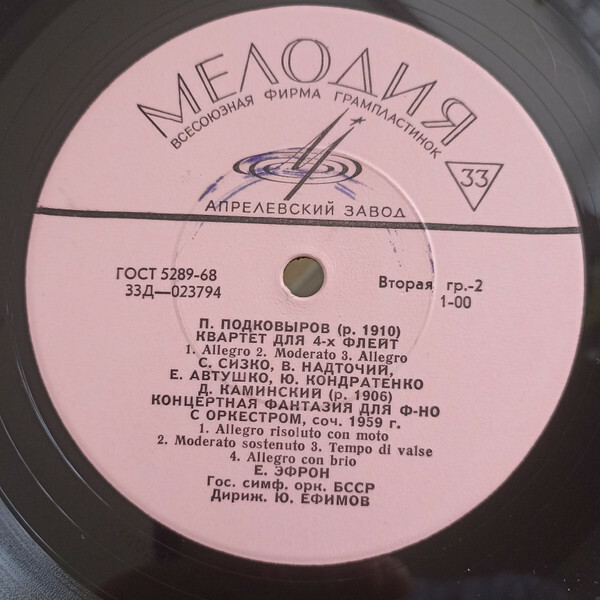 МЕЛОДИЯ
ВСЕСОЮЗНАЯ ФИРМА ГРАМПЛАСТИНОК
33
АПРЕЛЕВСКИЙ ЗАВОД
ГОСТ 5289-68
33Д—023794
Вторая гр.-2
1-00
П. ПОДКОВЫРОВ (р. 1910)
КВАРТЕТ ДЛЯ 4-х ФЛЕЙТ
1. Allegro 2. Moderato 3. Allegro
С. СИЗКО, В. НАДТОЧИЙ,
Е. АВТУШКО, Ю. КОНДРАТЕНКО
Д. КАМИНСКИЙ (р. 1906)
КОНЦЕРТНАЯ ФАНТАЗИЯ ДЛЯ Ф-НО
С ОРКЕСТРОМ, соч. 1959 г.
1. Allegro risoluto con moto
2. Moderato sostenuto 3. Tempo di valse
4. Allegro con brio
Е. ЭФРОН
Гос. симф. орк. БССР
Дириж. Ю. ЕФИМОВ